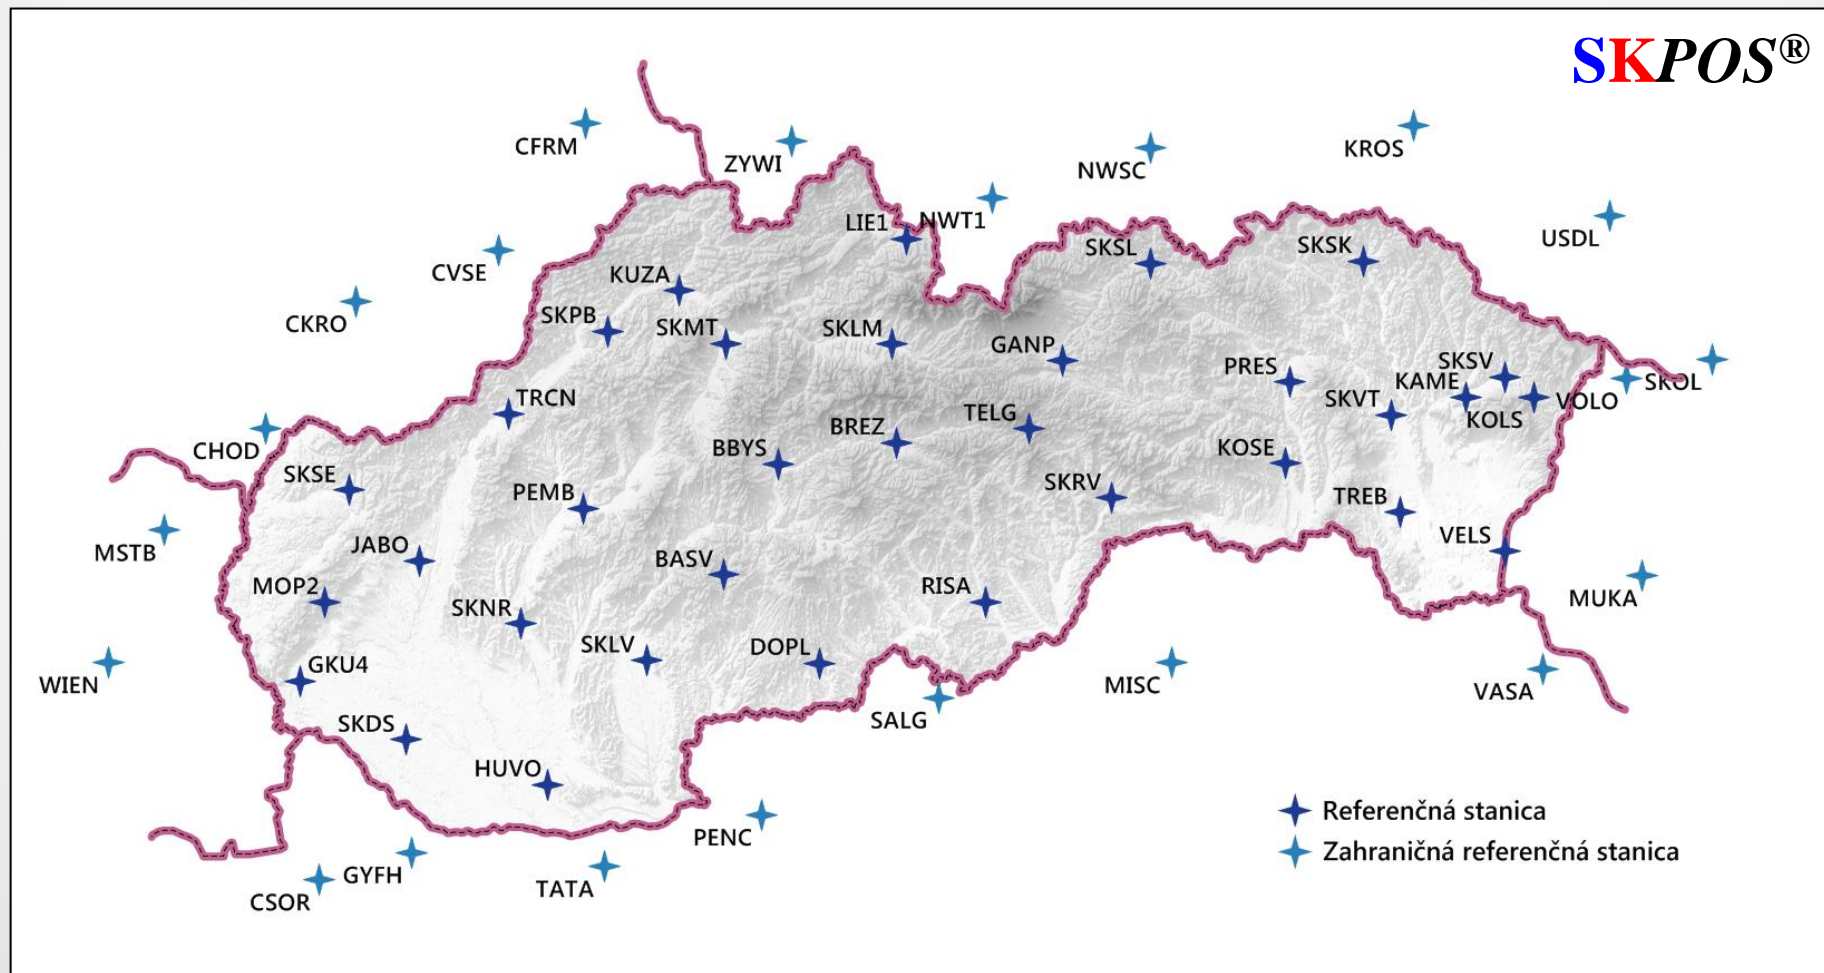 SKPOS®
CFRM
ZYWI
NWSC
KROS
LIE1
NWT1
USDL
SKSL
SKSK
CVSE
KUZA
CKRO
SKPB
SKMT
SKLM
GANP
PRES
SKSV
KAME
SKOL
TRCN
SKVT
VOLO
KOLS
TELG
BREZ
BBYS
KOSE
CHOD
SKSE
PEMB
SKRV
TREB
VELS
MSTB
JABO
BASV
MOP2
RISA
MUKA
SKNR
SKLV
DOPL
GKU4
WIEN
MISC
VASA
SALG
SKDS
HUVO
PENC
Referenčná stanica
Zahraničná referenčná stanica
GYFH
TATA
CSOR